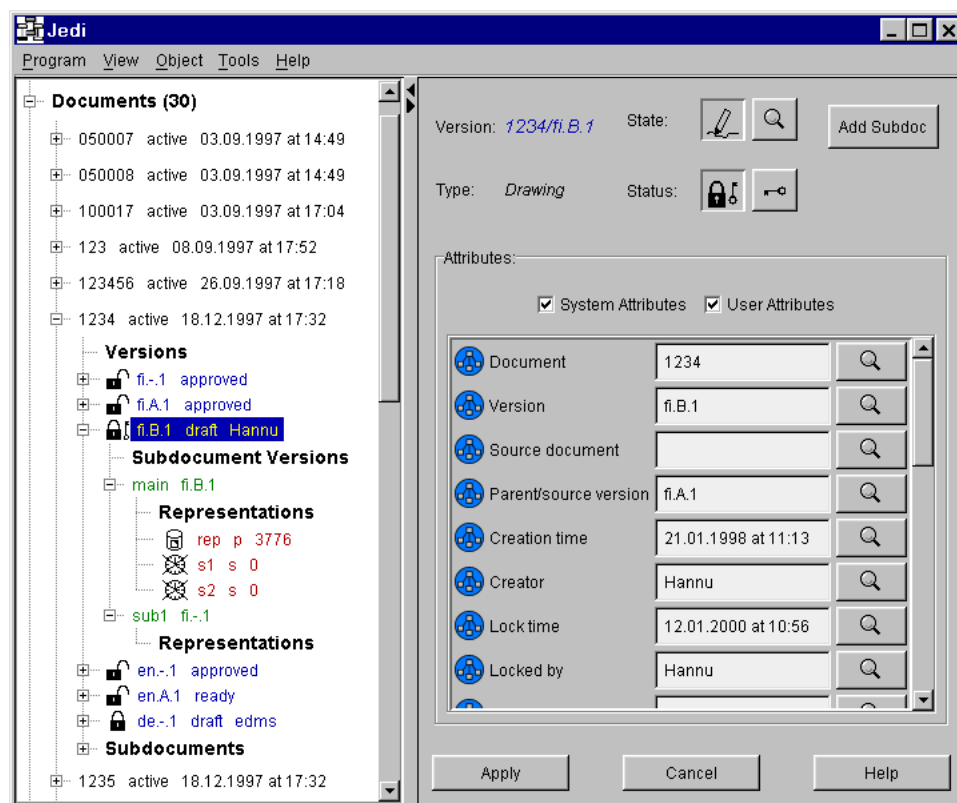 Jedi
Program View Object Tools Help
Documents (30)
050007 active 03.09.1997 at 14:49
050008 active 03.09.1997 at 14:49
100017 active 03.09.1997 at 17:04
123 active 08.09.1997 at 17:52
123456 active 26.09.1997 at 17:18
1234 active 18.12.1997 at 17:32
Versions
fi.-.1 approved
fi.A.1 approved
fi.B.1 draft Hannu
Subdocument Versions
main fi.B.1
Representations
rep p 3776
s1 s 0
s2 s 0
sub1 fi.-.1
Representations
en.-.1 approved
en.A.1 ready
de.-.1 draft edms
Subdocuments
1235 active 18.12.1997 at 17:32
Version: 1234/fi.B.1 State: Add Subdoc
Type: Drawing Status:
Attributes:
System Attributes User Attributes
Document 1234
Version fi.B.1
Source document
Parent/source version fi.A.1
Creation time 21.01.1998 at 11:13
Creator Hannu
Lock time 12.01.2000 at 10:56
Locked by Hannu
Apply Cancel Help